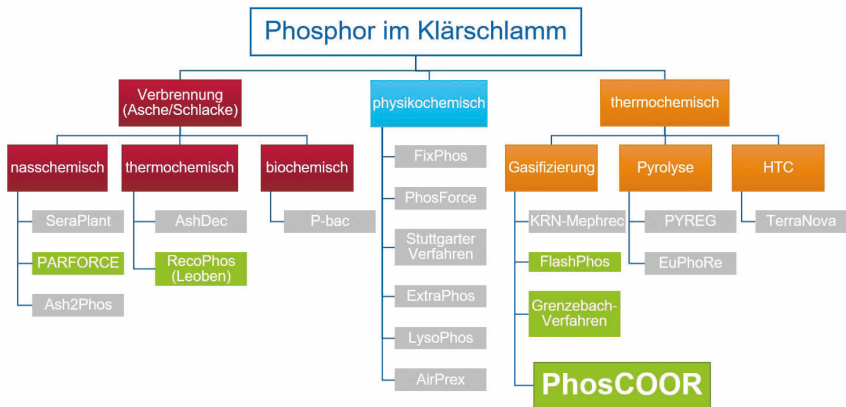 Phosphor im Klärschlamm
Verbrennung
(Asche/Schlacke)
physikochemisch
thermochemisch
nasschemisch
thermochemisch
biochemisch
Gasifizierung
Pyrolyse
HTC
SeraPlant
PARFORCE
Ash2Phos
AshDec
RecoPhos
(Leoben)
P-bac
FixPhos
PhosForce
Stuttgarter
Verfahren
ExtraPhos
LysoPhos
AirPrex
KRN-Mephrec
FlashPhos
Grenzebach-
Verfahren
PhosCOOR
PYREG
EuPhoRe
TerraNova